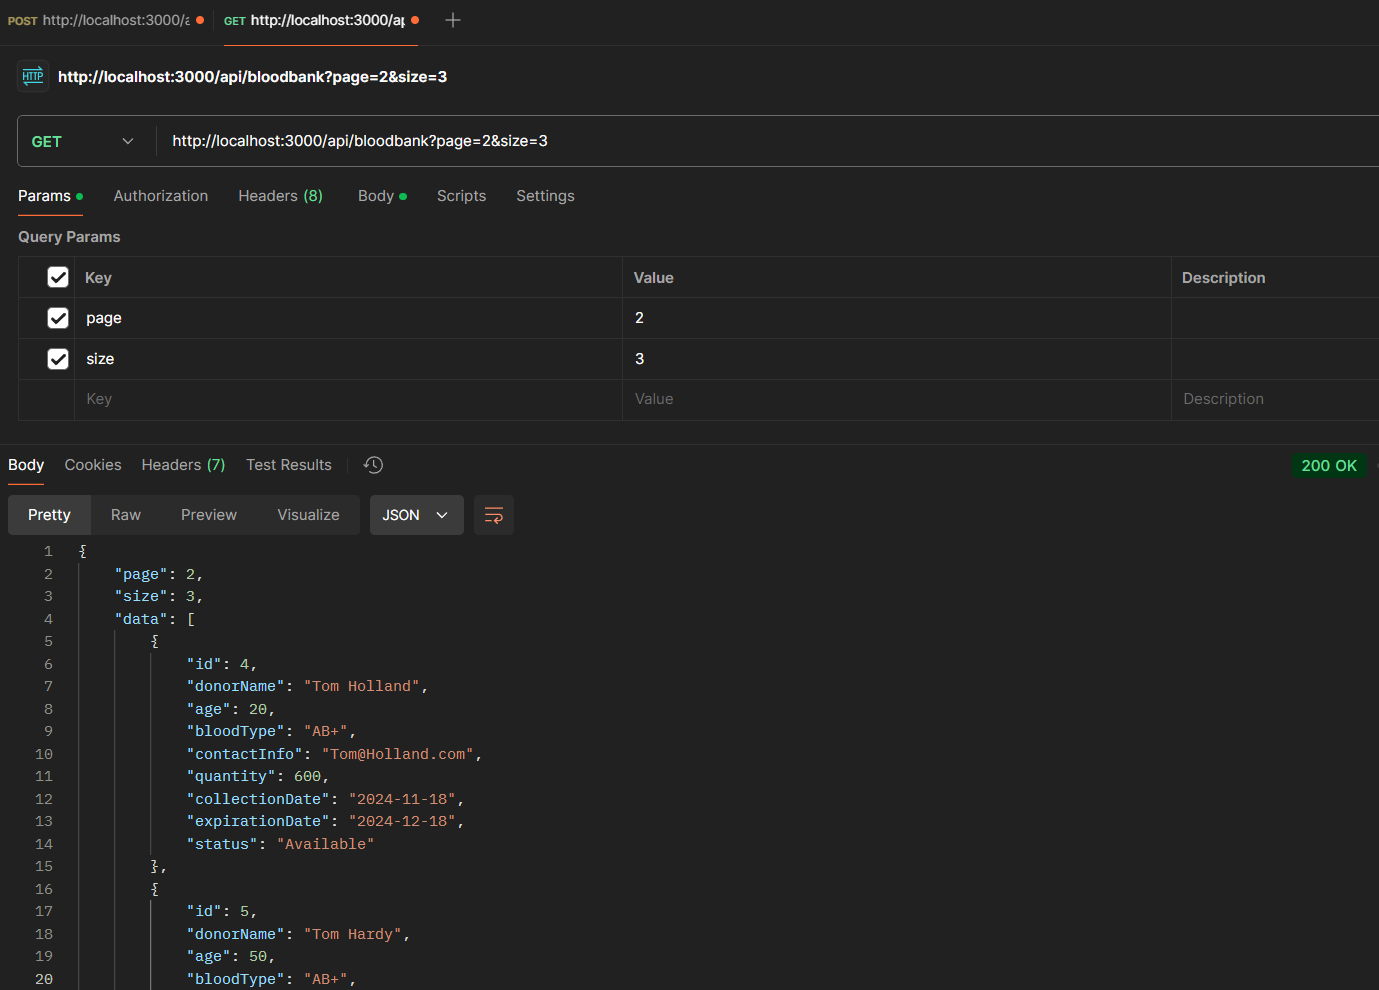 POST http://localhost:3000/a GET http://localhost:3000/ap
HTTP http://localhost:3000/api/bloodbank?page=2&size=3
GET http://localhost:3000/api/bloodbank?page=2&size=3
Params Authorization Headers (8) Body Scripts Settings
Query Params
Key Value Description
page 2
size 3
Key Value Description
Body Cookies Headers (7) Test Results 200 OK
Pretty Raw Preview Visualize JSON
1 {
2 "page": 2,
3 "size": 3,
4 "data": [
5 {
6 "id": 4,
7 "donorName": "Tom Holland",
8 "age": 20,
9 "bloodType": "AB+",
10 "contactInfo": "Tom@Holland.com",
11 "quantity": 600,
12 "collectionDate": "2024-11-18",
13 "expirationDate": "2024-12-18",
14 "status": "Available"
15 },
16 {
17 "id": 5,
18 "donorName": "Tom Hardy",
19 "age": 50,
20 "bloodType": "AB+",